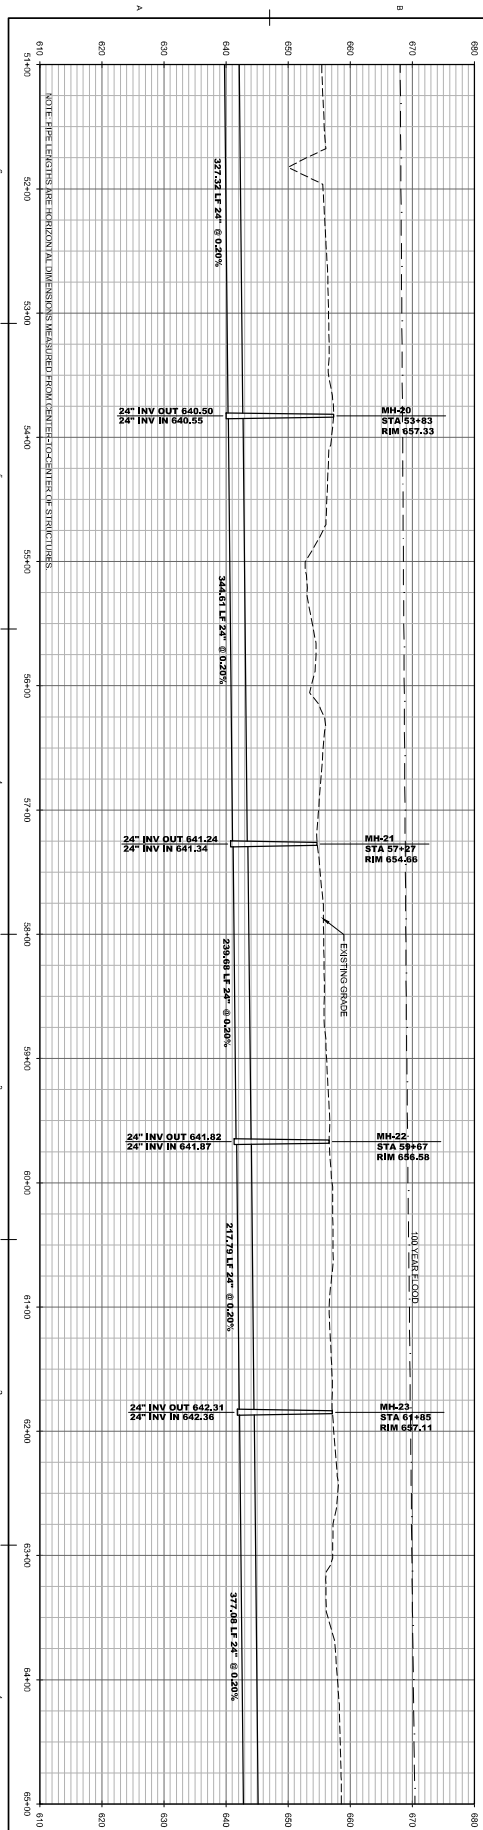 A
B
610
620
630
640
650
660
670
680
51+00
52+00
53+00
54+00
55+00
56+00
57+00
58+00
59+00
60+00
61+00
62+00
63+00
64+00
65+00
610
620
630
640
650
660
670
680
NOTE: PIPE LENGTHS ARE HORIZONTAL DIMENSIONS MEASURED FROM CENTER-TO-CENTER OF STRUCTURES.
327.32 LF 24" @ 0.20%
24" INV OUT 640.50
24" INV IN 640.55
MH-20
STA 53+83
RIM 657.33
344.61 LF 24" @ 0.20%
24" INV OUT 641.24
24" INV IN 641.34
MH-21
STA 57+27
RIM 654.66
EXISTING GRADE
239.68 LF 24" @ 0.20%
24" INV OUT 641.82
24" INV IN 641.87
MH-22
STA 59+67
RIM 656.58
100 YEAR FLOOD
217.79 LF 24" @ 0.20%
24" INV OUT 642.31
24" INV IN 642.36
MH-23
STA 61+85
RIM 657.11
377.08 LF 24" @ 0.20%